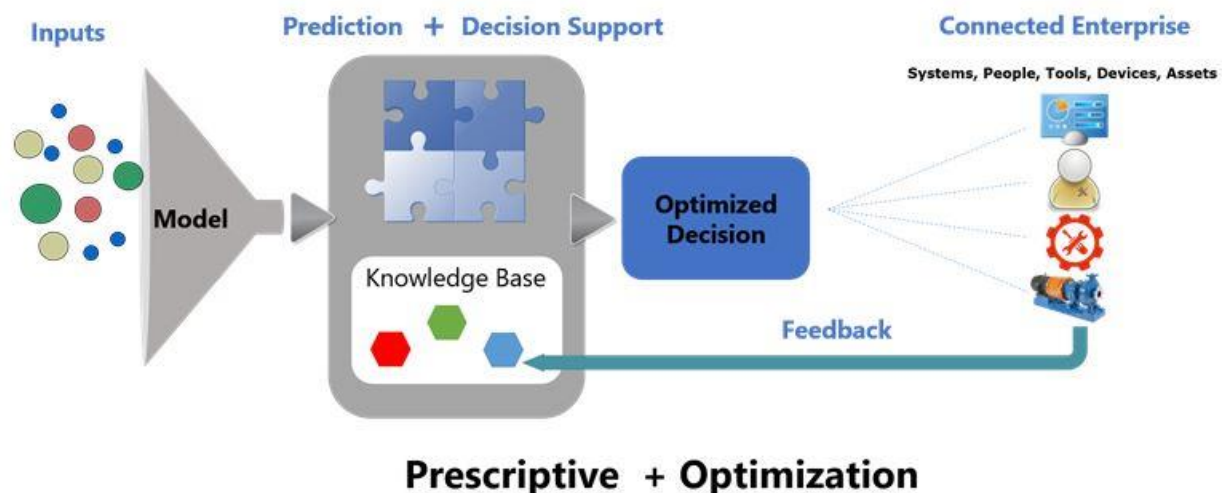 Inputs
Prediction + Decision Support
Connected Enterprise
Systems, People, Tools, Devices, Assets
Model
Optimized
Decision
Knowledge Base
Feedback
Prescriptive + Optimization